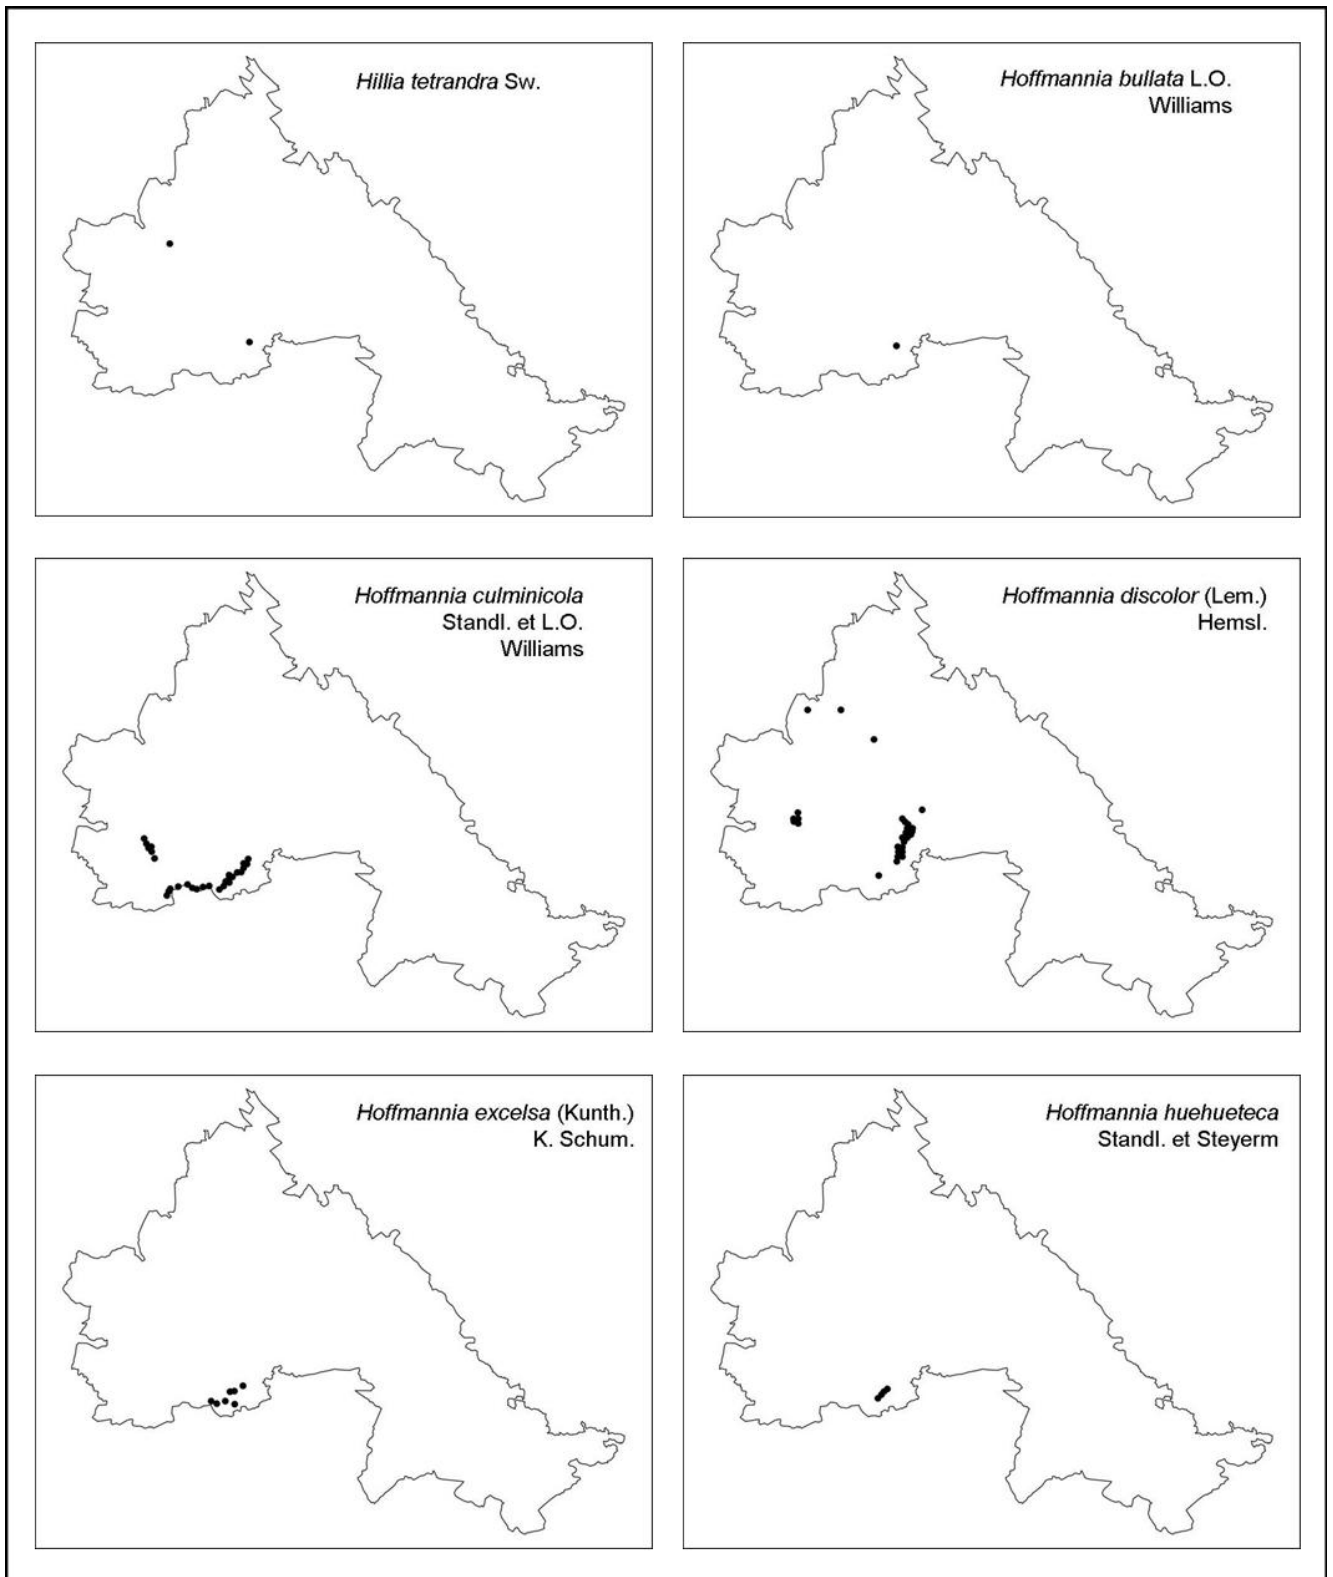 Hillia tetrandra Sw.
Hoffmannia bullata L.O.
Williams
Hoffmannia culminicola
Standl. et L.O.
Williams
Hoffmannia discolor (Lem.)
Hemsl.
Hoffmannia excelsa (Kunth.)
K. Schum.
Hoffmannia huehueteca
Standl. et Steyerm